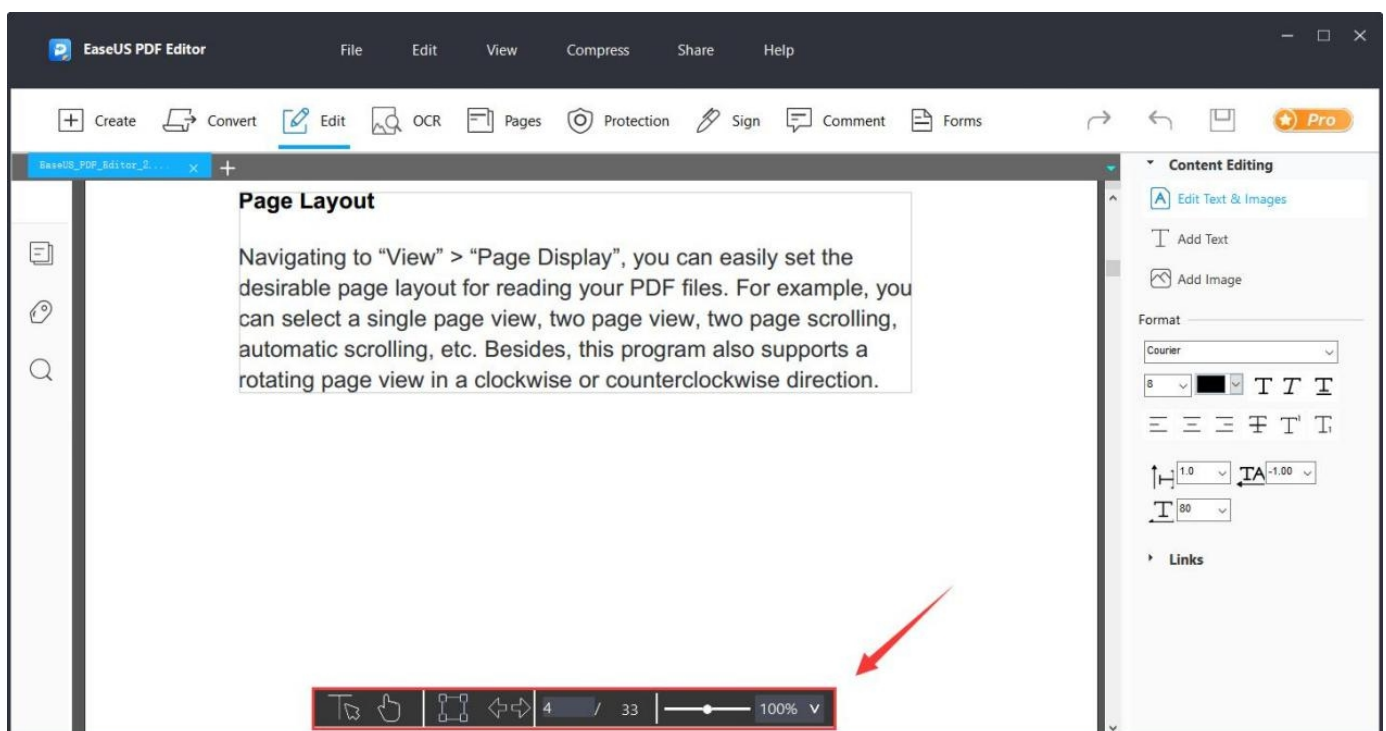 EaseUS PDF Editor File Edit View Compress Share Help
Create Convert Edit OCR Pages Protection Sign Comment Forms Pro
EaseUS_PDF_Editor_2....
Page Layout
Navigating to “View” > “Page Display”, you can easily set the
desirable page layout for reading your PDF files. For example, you
can select a single page view, two page view, two page scrolling,
automatic scrolling, etc. Besides, this program also supports a
rotating page view in a clockwise or counterclockwise direction.
4 / 33 100%
Content Editing
Edit Text & Images
Add Text
Add Image
Format
Courier
8
1.0 -1.00
80
Links